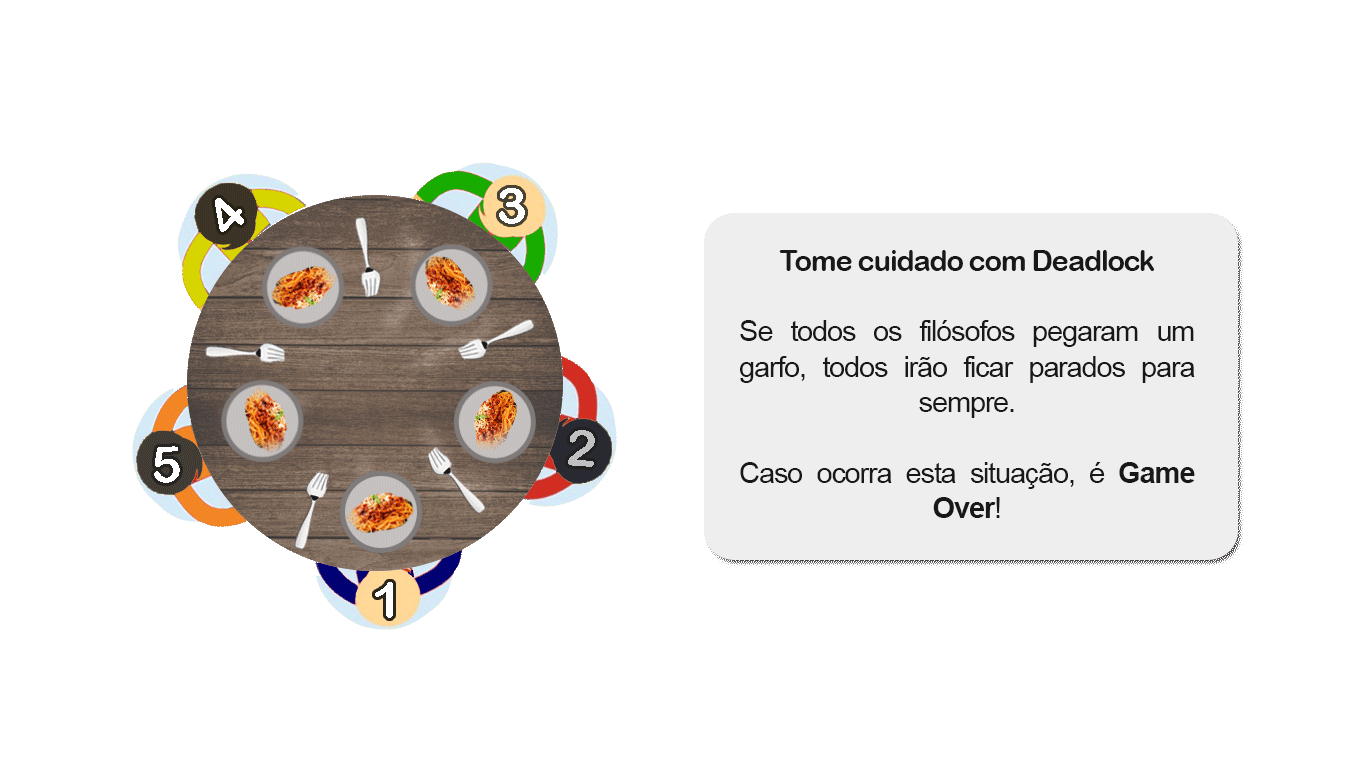 4
3
5
2
1
Tome cuidado com Deadlock
Se todos os filósofos pegaram um
garfo, todos irão ficar parados para
sempre.
Caso ocorra esta situação, é Game
Over!